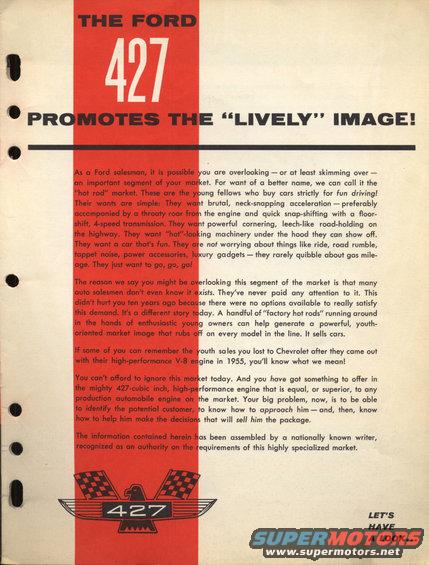 THE FORD
427
PROMOTES THE "LIVELY" IMAGE!
As a Ford salesman, it is possible you are overlooking — or at least skimming over —
an important segment of your market. For want of a better name, we can call it the
"hot rod" market. These are the young fellows who buy cars strictly for fun driving!
Their wants are simple: They want brutal, neck-snapping acceleration — preferably
accompanied by a throaty roar from the engine and quick snap-shifting with a floor-
shift, 4-speed transmission. They want powerful cornering, leech-like road-holding on
the highway. They want "hot"-looking machinery under the hood they can show off.
They want a car that's fun. They are not worrying about things like ride, road rumble,
tappet noise, power accessories, luxury gadgets — they rarely quibble about gas mile-
age. They just want to go, go, go!
The reason we say you might be overlooking this segment of the market is that many
auto salesmen don't even know it exists. They've never paid any attention to it. This
didn't hurt you ten years ago because there were no options available to really satisfy
this demand. It's a different story today. A handful of "factory hot rods" running around
in the hands of enthusiastic young owners can help generate a powerful, youth-
oriented market image that rubs off on every model in the line. It sells cars.
If some of you can remember the youth sales you lost to Chevrolet after they came out
with their high-performance V-8 engine in 1955, you'll know what we mean!
You can't afford to ignore this market today. And you have got something to offer in
the mighty 427-cubic inch, high-performance engine that is equal, or superior, to any
production automobile engine on the market. Your big problem, now, is to be able
to identify the potential customer, to know how to approach him — and, then, know
how to help him make the decisions that will sell him the package.
The information contained herein has been assembled by a nationally known writer,
recognized as an authority on the requirements of this highly specialized market.
427
LET'S
HAVE
A LOOK...
SUPERMOTORS
www.supermotors.net